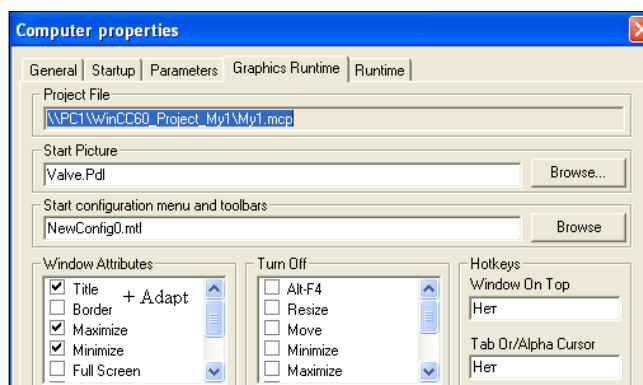 Computer properties
General Startup Parameters Graphics Runtime Runtime
Project File
\\PC1\WinCC60_Project_My1\My1.mcp
Start Picture
Valve.Pdl
Browse...
Start configuration menu and toolbars
NewConfig0.mtl
Browse
Window Attributes
Title
+ Adapt
Border
Maximize
Minimize
Full Screen
Turn Off
Alt-F4
Resize
Move
Minimize
Maximize
Hotkeys
Window On Top
Нет
Tab Or/Alpha Cursor
Нет